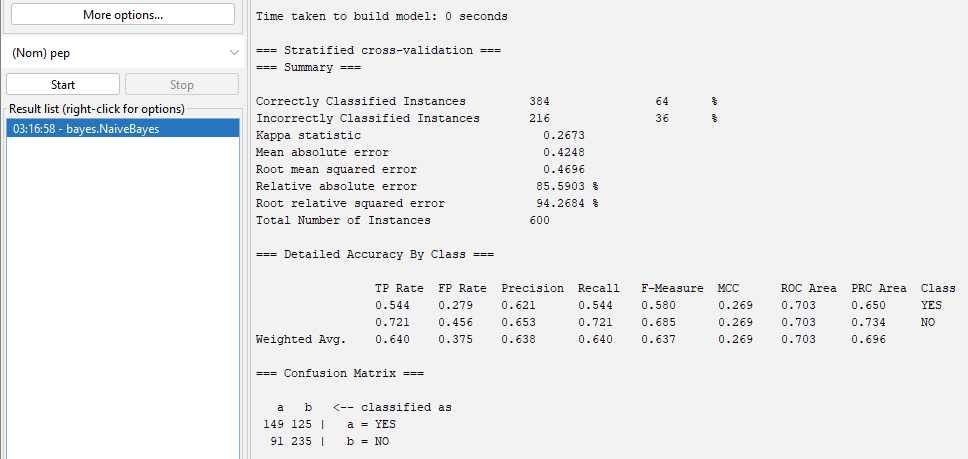 More options...
(Nom) pep
Start
Stop
Result list (right-click for options)
03:16:58 - bayes.NaiveBayes
Time taken to build model: 0 seconds
=== Stratified cross-validation ===
=== Summary ===
Correctly Classified Instances 384 64 %
Incorrectly Classified Instances 216 36 %
Kappa statistic 0.2673
Mean absolute error 0.4248
Root mean squared error 0.4696
Relative absolute error 85.5903 %
Root relative squared error 94.2684 %
Total Number of Instances 600
=== Detailed Accuracy By Class ===
TP Rate FP Rate Precision Recall F-Measure MCC ROC Area PRC Area Class
0.544 0.279 0.621 0.544 0.580 0.269 0.703 0.650 YES
0.721 0.456 0.653 0.721 0.685 0.269 0.703 0.734 NO
Weighted Avg. 0.640 0.375 0.638 0.640 0.637 0.269 0.703 0.696
=== Confusion Matrix ===
a b <-- classified as
149 125 | a = YES
91 235 | b = NO